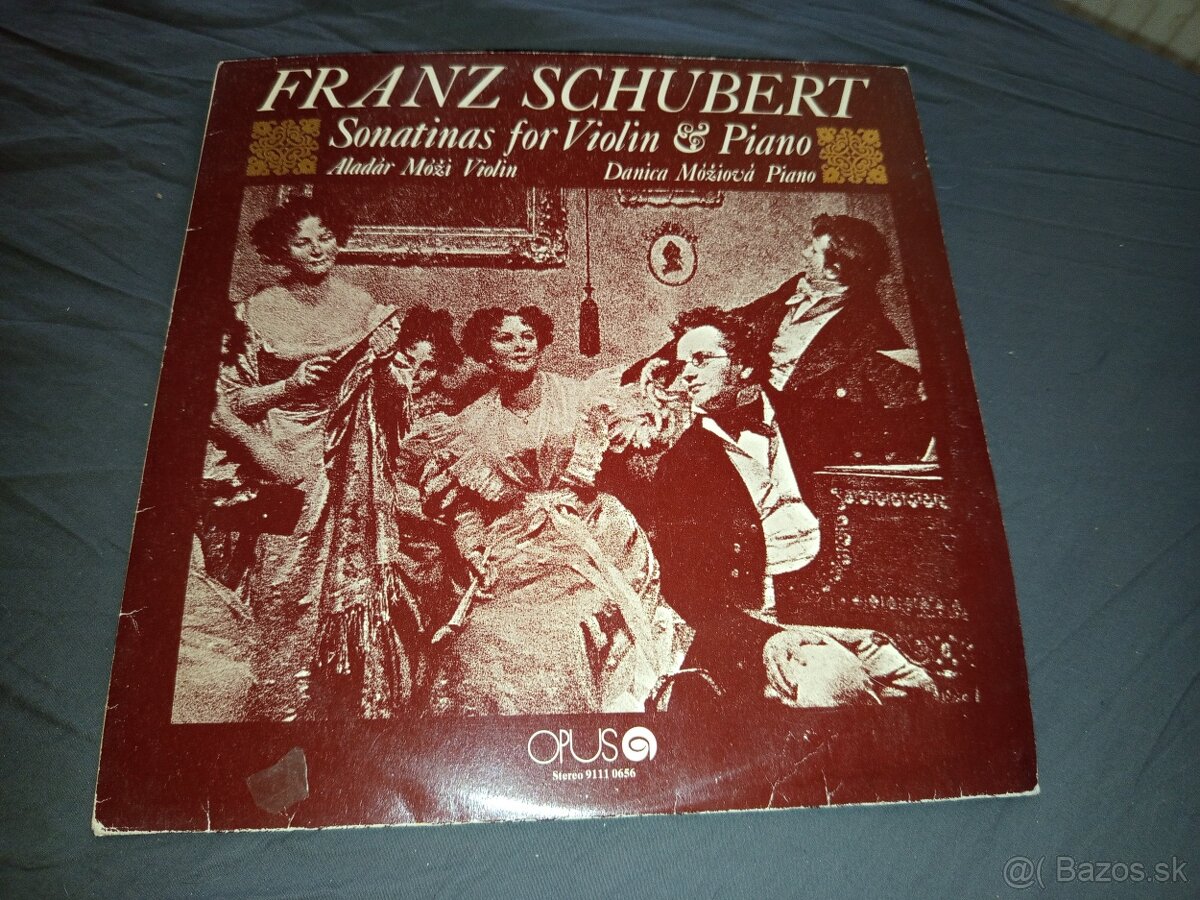 FRANZ SCHUBERT
Sonatinas for Violin & Piano
Aladár Móži Violin Danica Móžiová Piano
OPUS
Stereo 9111 0656
@( Bazos.sk